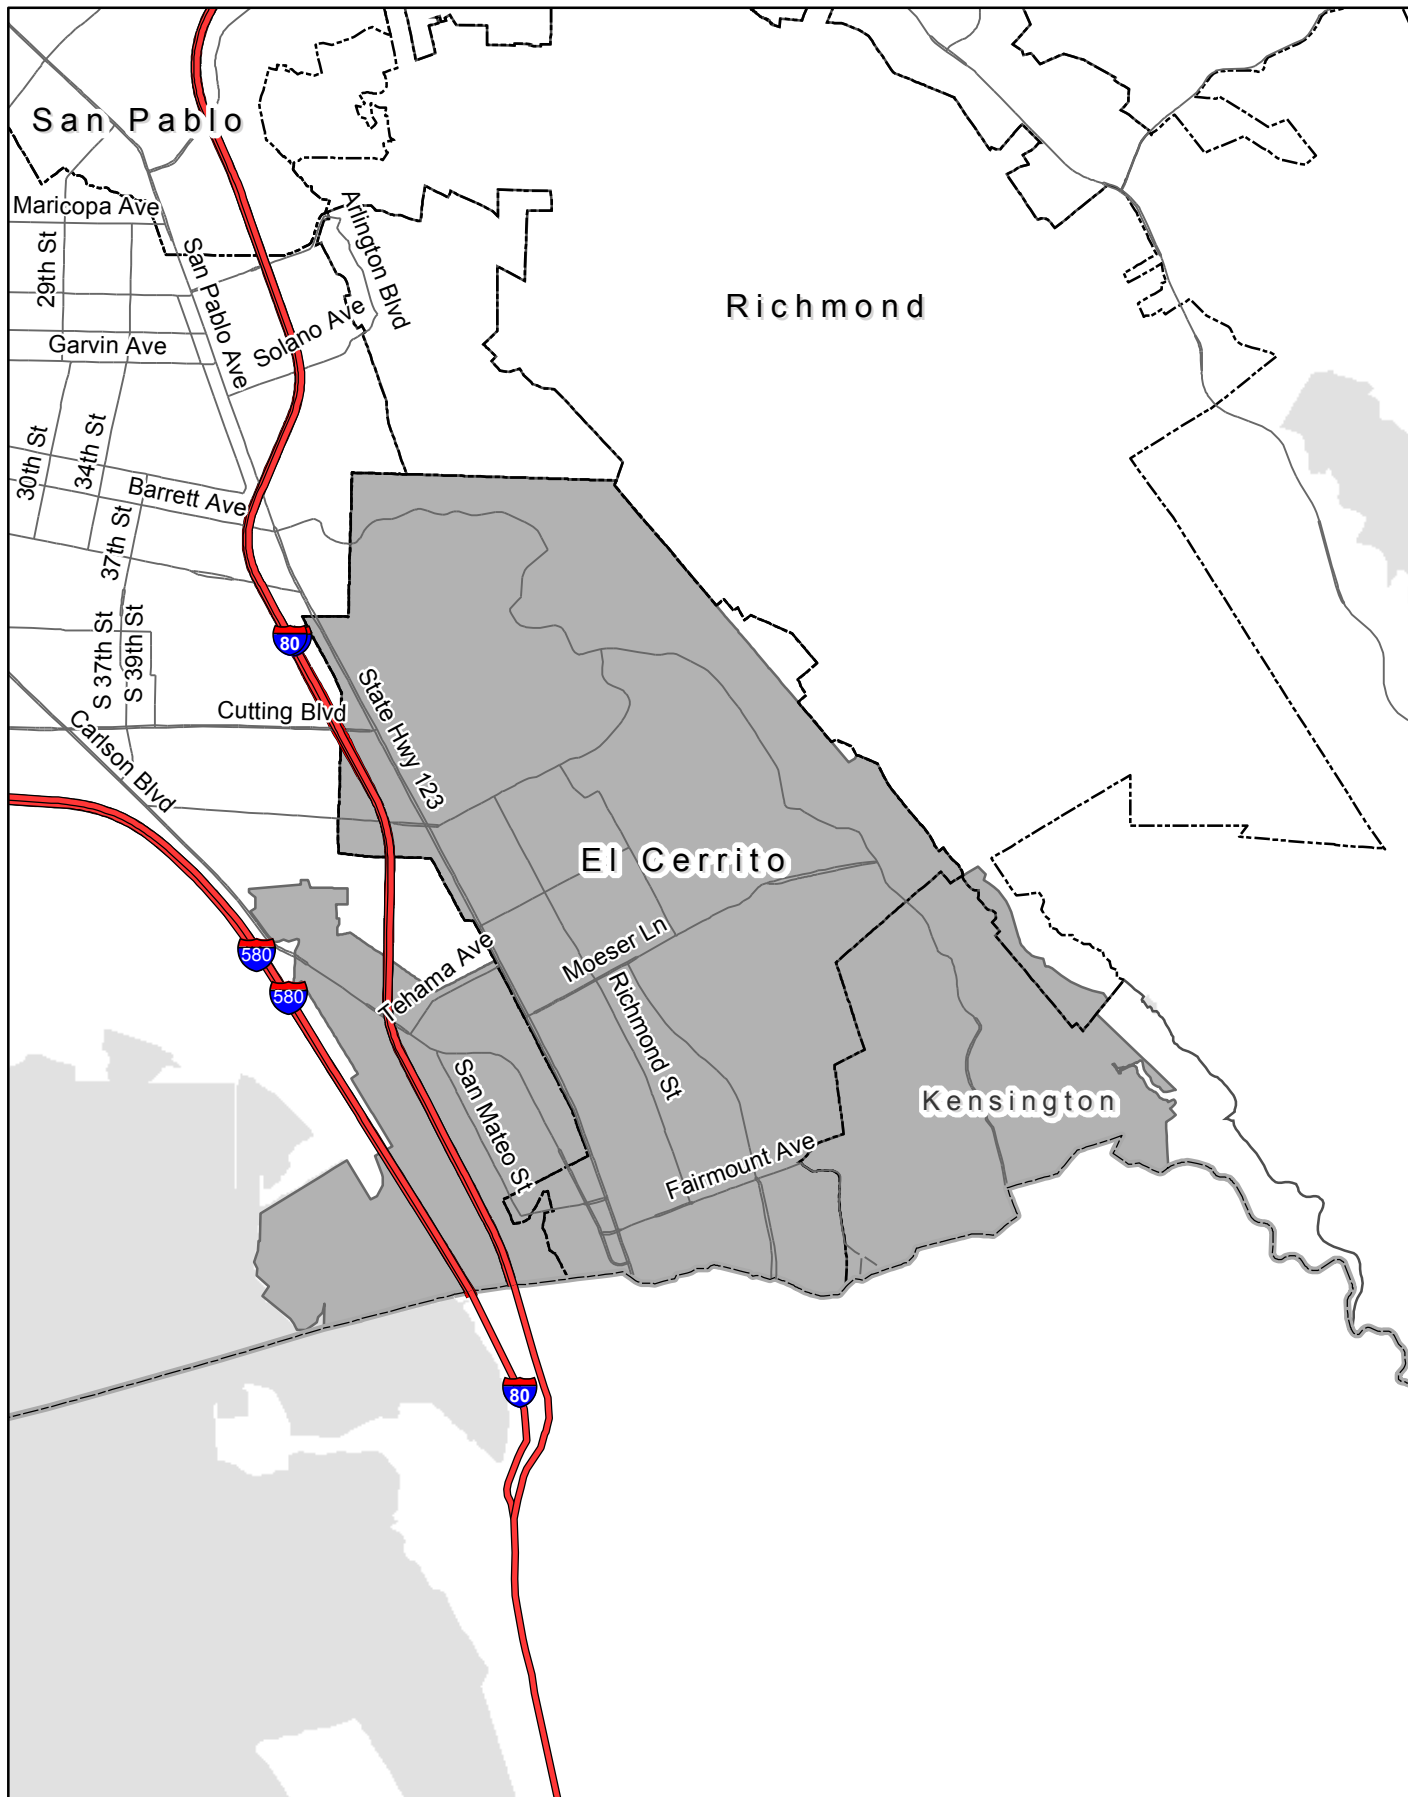 San Pablo
Maricopa Ave
29th St
San Pablo Ave
Arlington Blvd
Richmond
Solano Ave
Garvin Ave
30th St
34th St
Barrett Ave
37th St
80
S 37th St
S 39th St
Cutting Blvd
State Hwy 123
Carlson Blvd
El Cerrito
580
Tehama Ave
Moeser Ln
580
Richmond St
San Mateo St
Kensington
Fairmount Ave
80